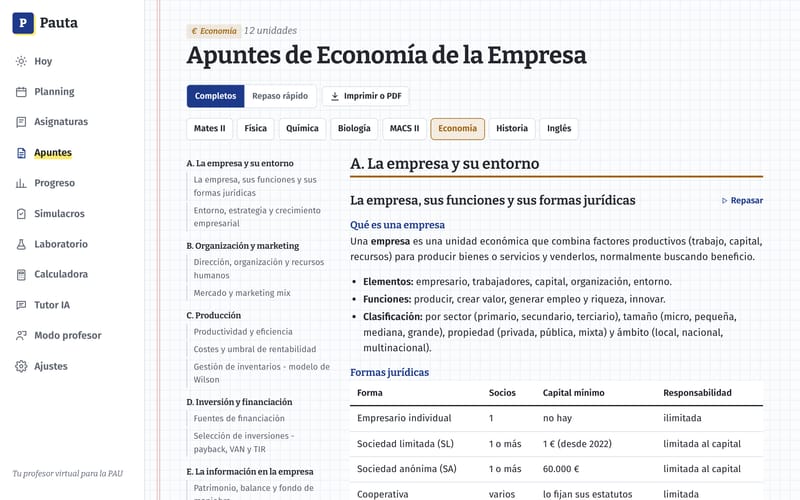 P Pauta
Hoy
Planning
Asignaturas
Apuntes
Progreso
Simulacros
Laboratorio
Calculadora
Tutor IA
Modo profesor
Ajustes
Tu profesor virtual para la PAU
€ Economía 12 unidades
Apuntes de Economía de la Empresa
Completos Repaso rápido Imprimir o PDF
Mates II Física Química Biología MACS II Economía Historia Inglés
A. La empresa y su entorno
La empresa, sus funciones y sus
formas jurídicas
Entorno, estrategia y crecimiento
empresarial
B. Organización y marketing
Dirección, organización y recursos
humanos
Mercado y marketing mix
C. Producción
Productividad y eficiencia
Costes y umbral de rentabilidad
Gestión de inventarios - modelo de
Wilson
D. Inversión y financiación
Fuentes de financiación
Selección de inversiones -
payback, VAN y TIR
E. La información en la empresa
Patrimonio, balance y fondo de
A. La empresa y su entorno
La empresa, sus funciones y sus formas jurídicas Repasar
Qué es una empresa
Una empresa es una unidad económica que combina factores productivos (trabajo, capital,
recursos) para producir bienes o servicios y venderlos, normalmente buscando beneficio.
• Elementos: empresario, trabajadores, capital, organización, entorno.
• Funciones: producir, crear valor, generar empleo y riqueza, innovar.
• Clasificación: por sector (primario, secundario, terciario), tamaño (micro, pequeña,
mediana, grande), propiedad (privada, pública, mixta) y ámbito (local, nacional,
multinacional).
Formas jurídicas
Forma Socios Capital mínimo Responsabilidad
Empresario individual 1 no hay ilimitada
Sociedad limitada (SL) 1 o más 1 € (desde 2022) limitada al capital
Sociedad anónima (SA) 1 o más 60.000 € limitada al capital
Cooperativa varios lo fijan sus estatutos limitada